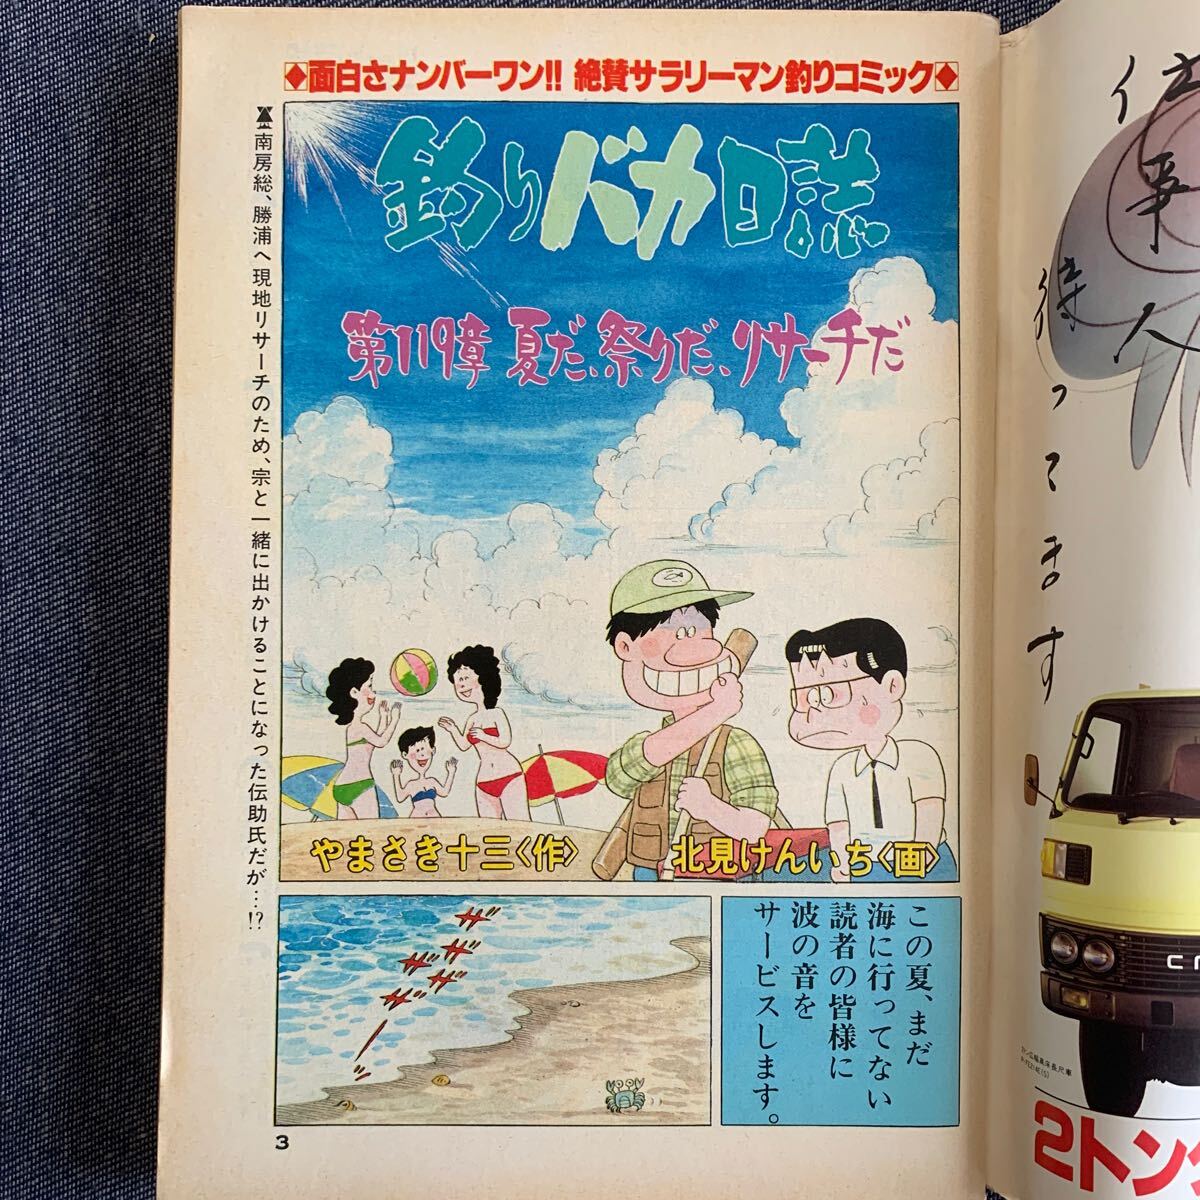 ◆面白さナンバーワン!! 絶賛サラリーマン釣りコミック◆
釣りバカ日誌
第119章 夏だ、祭りだ、リサーチだ
南房総、勝浦へ現地リサーチのため、宗と一緒に出かけることになった伝助氏だが…!?
やまさき十三〈作〉
北見けんいち〈画〉
この夏、まだ
海に行ってない
読者の皆様に
波の音を
サービスします。
ザ
ザ
ザ
ザ
ザ
ザー
3
待ってます
2トン